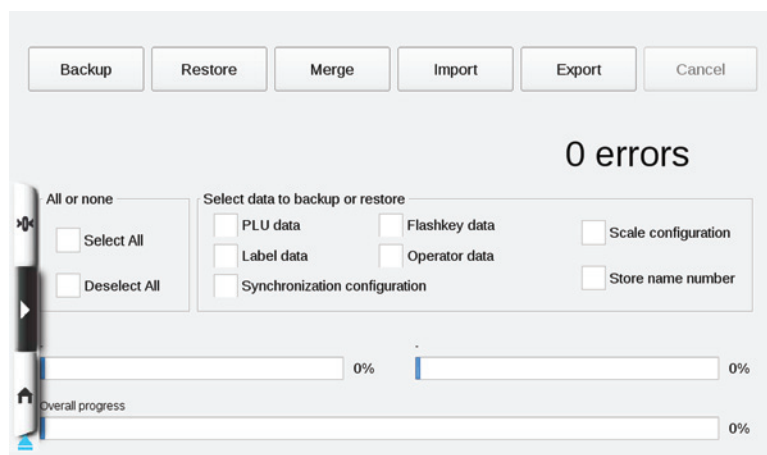 Backup Restore Merge Import Export Cancel
0 errors
All or none Select data to backup or restore
>0<
Select All PLU data Flashkey data Scale configuration
Label data Operator data
Deselect All Synchronization configuration Store name number
- -
0% 0%
Overall progress
0%